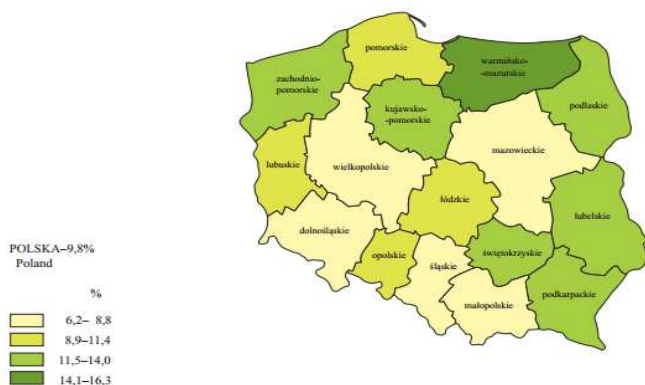 pomorskie
warmińsko-
-mazurskie
zachodnio-
pomorskie
podlaskie
kujawsko-
-pomorskie
mazowieckie
lubuskie
wielkopolskie
łódzkie
lubelskie
dolnośląskie
opolskie
śląskie
świętokrzyskie
małopolskie
podkarpackie
POLSKA–9,8%
Poland
%
6,2– 8,8
8,9–11,4
11,5–14,0
14,1–16,3